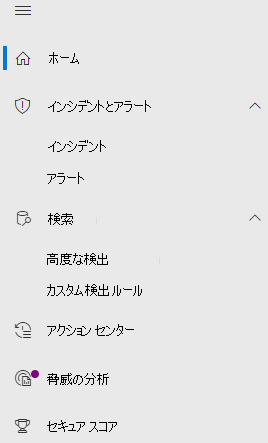 ホーム
インシデントとアラート
インシデント
アラート
検索
高度な検出
カスタム検出ルール
アクション センター
脅威の分析
セキュア スコア